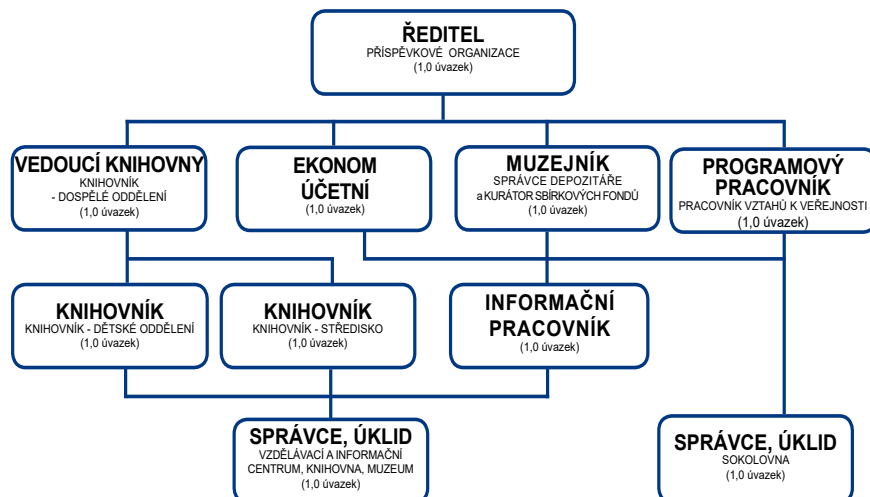 ŘEDITEL
PŘÍSPĚVKOVÉ ORGANIZACE
(1,0 úvazek)
VEDOUCÍ KNIHOVNY
KNIHOVNÍK
- DOSPĚLÉ ODDĚLENÍ
(1,0 úvazek)
EKONOM
ÚČETNÍ
(1,0 úvazek)
MUZEJNÍK
SPRÁVCE DEPOZITÁŘE
a KURÁTOR SBÍRKOVÝCH FONDŮ
(1,0 úvazek)
PROGRAMOVÝ
PRACOVNÍK
PRACOVNÍK VZTAHŮ K VEŘEJNOSTI
(1,0 úvazek)
KNIHOVNÍK
KNIHOVNÍK - DĚTSKÉ ODDĚLENÍ
(1,0 úvazek)
KNIHOVNÍK
KNIHOVNÍK - STŘEDISKO
(1,0 úvazek)
INFORMAČNÍ
PRACOVNÍK
(1,0 úvazek)
SPRÁVCE, ÚKLID
VZDĚLÁVACÍ A INFORMAČNÍ
CENTRUM, KNIHOVNA, MUZEUM
(1,0 úvazek)
SPRÁVCE, ÚKLID
SOKOLOVNA
(1,0 úvazek)